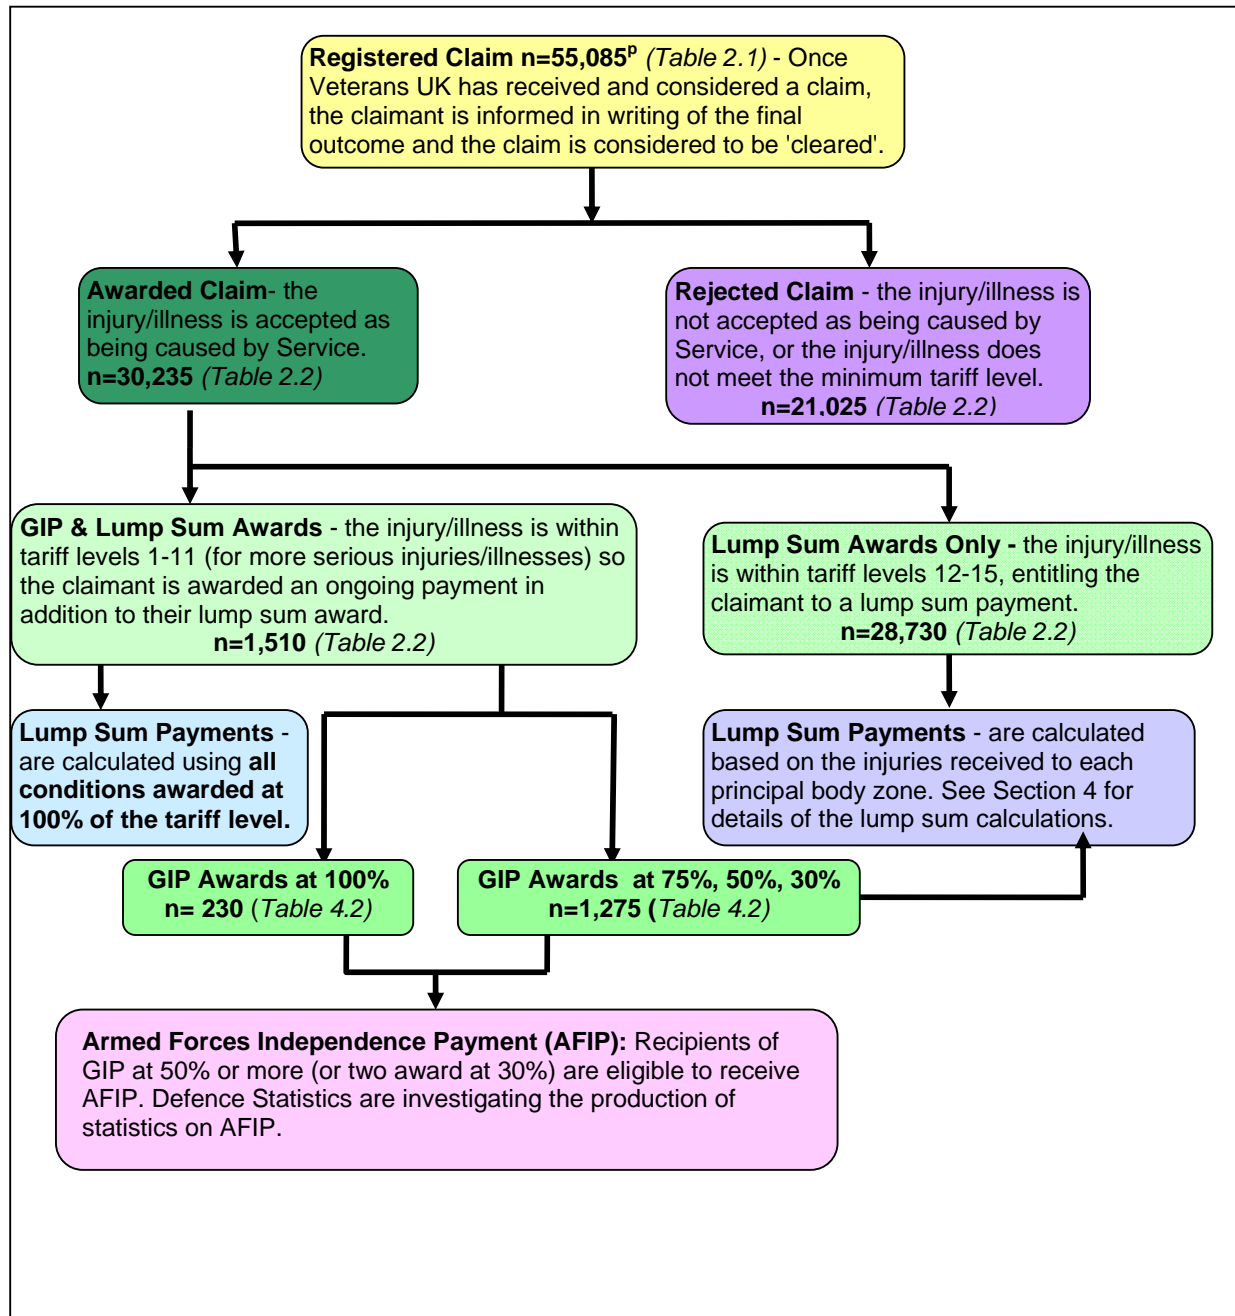 Registered Claim n=55,085ᵖ (Table 2.1) - Once
Veterans UK has received and considered a claim,
the claimant is informed in writing of the final
outcome and the claim is considered to be 'cleared'.
Awarded Claim- the
injury/illness is accepted as
being caused by Service.
n=30,235 (Table 2.2)
Rejected Claim - the injury/illness is
not accepted as being caused by
Service, or the injury/illness does
not meet the minimum tariff level.
n=21,025 (Table 2.2)
GIP & Lump Sum Awards - the injury/illness is within
tariff levels 1-11 (for more serious injuries/illnesses) so
the claimant is awarded an ongoing payment in
addition to their lump sum award.
n=1,510 (Table 2.2)
Lump Sum Awards Only - the injury/illness
is within tariff levels 12-15, entitling the
claimant to a lump sum payment.
n=28,730 (Table 2.2)
Lump Sum Payments -
are calculated using all
conditions awarded at
100% of the tariff level.
Lump Sum Payments - are calculated
based on the injuries received to each
principal body zone. See Section 4 for
details of the lump sum calculations.
GIP Awards at 100%
n= 230 (Table 4.2)
GIP Awards at 75%, 50%, 30%
n=1,275 (Table 4.2)
Armed Forces Independence Payment (AFIP): Recipients of
GIP at 50% or more (or two award at 30%) are eligible to receive
AFIP. Defence Statistics are investigating the production of
statistics on AFIP.